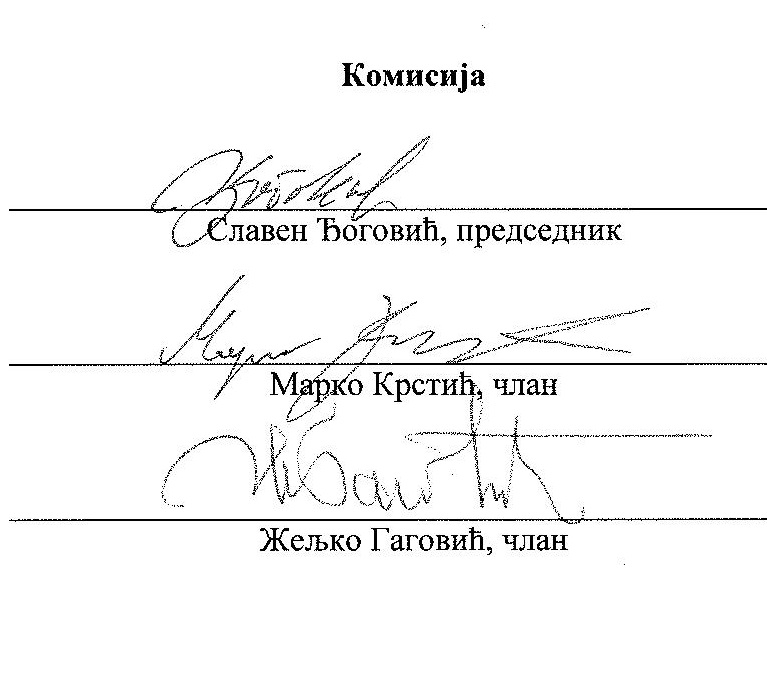 Комисија
Славен Ђоговић, председник
Марко Крстић, члан
Жељко Гаговић, члан